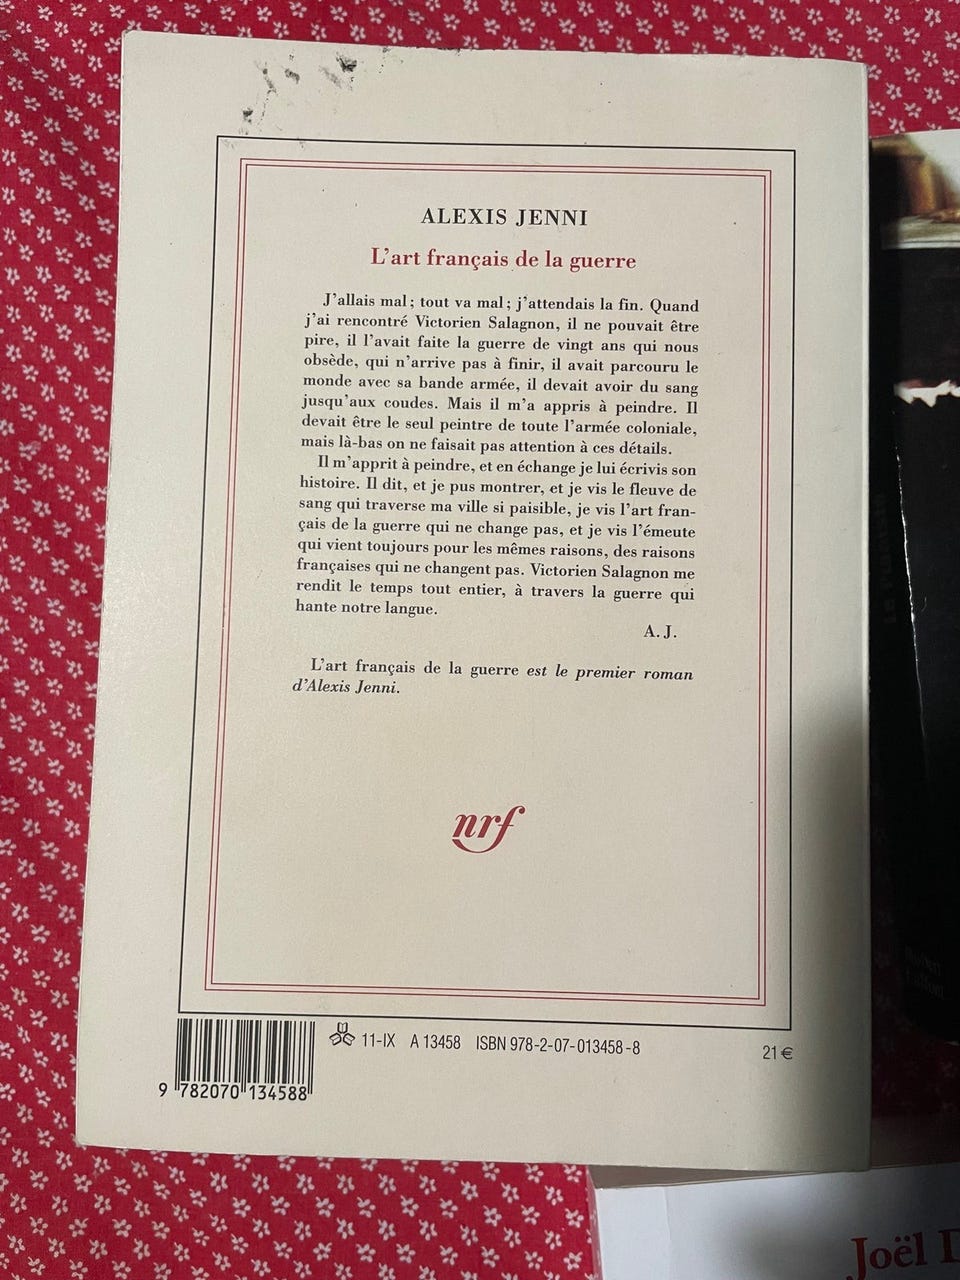 ALEXIS JENNI
L'art français de la guerre
J'allais mal ; tout va mal ; j'attendais la fin. Quand
j'ai rencontré Victorien Salagnon, il ne pouvait être
pire, il l'avait faite la guerre de vingt ans qui nous
obsède, qui n'arrive pas à finir, il avait parcouru le
monde avec sa bande armée, il devait avoir du sang
jusqu'aux coudes. Mais il m'a appris à peindre. Il
devait être le seul peintre de toute l'armée coloniale,
mais là-bas on ne faisait pas attention à ces détails.
Il m'apprit à peindre, et en échange je lui écrivis son
histoire. Il dit, et je pus montrer, et je vis le fleuve de
sang qui traverse ma ville si paisible, je vis l'art fran-
çais de la guerre qui ne change pas, et je vis l'émeute
qui vient toujours pour les mêmes raisons, des raisons
françaises qui ne changent pas. Victorien Salagnon me
rendit le temps tout entier, à travers la guerre qui
hante notre langue.
A. J.
L'art français de la guerre est le premier roman
d'Alexis Jenni.
nrf
11-IX A 13458 ISBN 978-2-07-013458-8
21 €
9 782070 134588
Joël